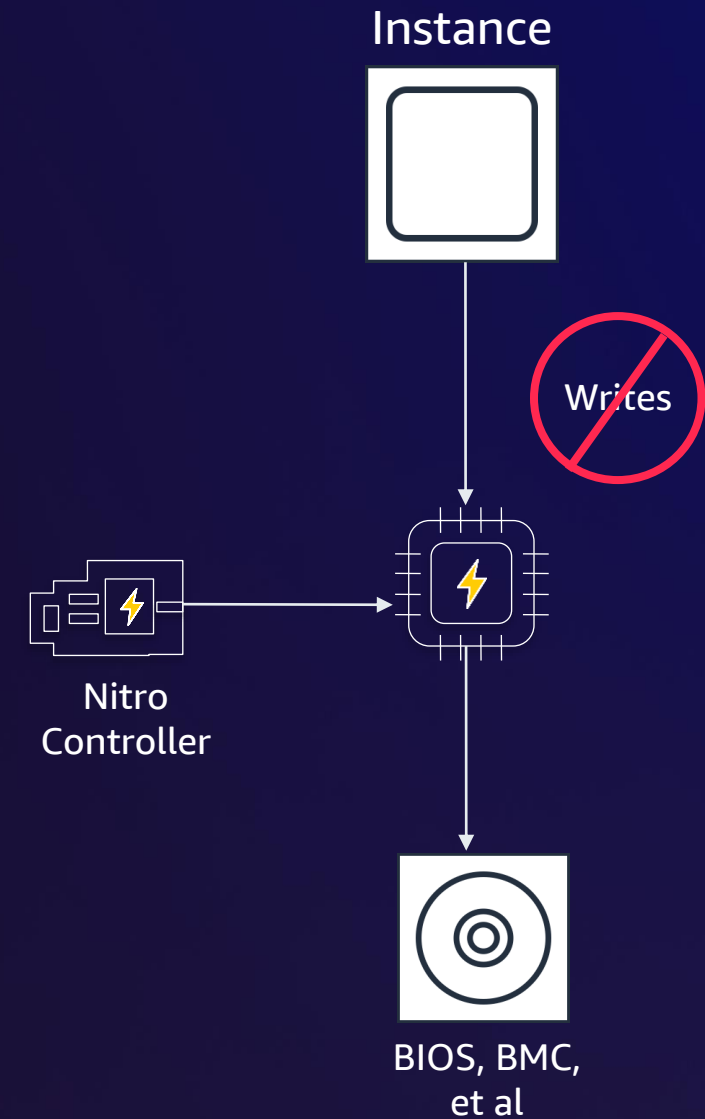 Instance
Writes
Nitro
Controller
BIOS, BMC,
et al